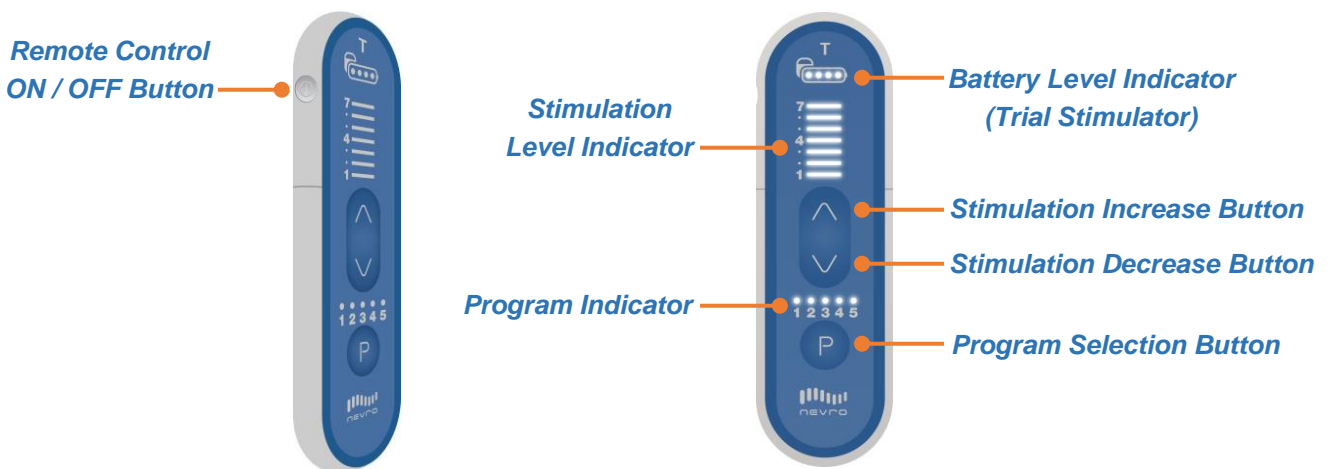 Remote Control
ON / OFF Button
T
7
4
1
1 2 3 4 5
P
nevro
Stimulation
Level Indicator
Program Indicator
T
7
4
1
1 2 3 4 5
P
nevro
Battery Level Indicator
(Trial Stimulator)
Stimulation Increase Button
Stimulation Decrease Button
Program Selection Button